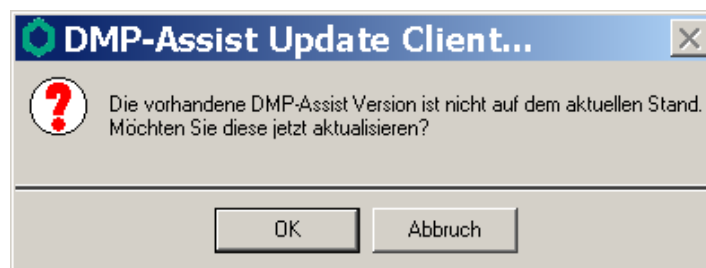 DMP-Assist Update Client...
Die vorhandene DMP-Assist Version ist nicht auf dem aktuellen Stand.
Möchten Sie diese jetzt aktualisieren?
OK
Abbruch